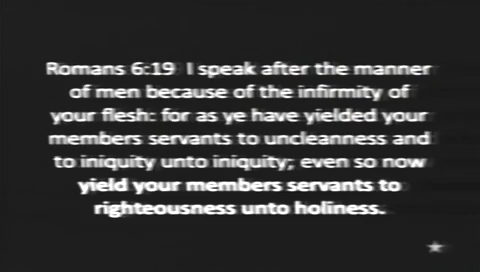 Romans 6:19  I speak after the manner
of men because of the infirmity of
your flesh: for as ye have yielded your
members servants to uncleanness and
to iniquity unto iniquity; even so now
yield your members servants to
righteousness unto holiness.